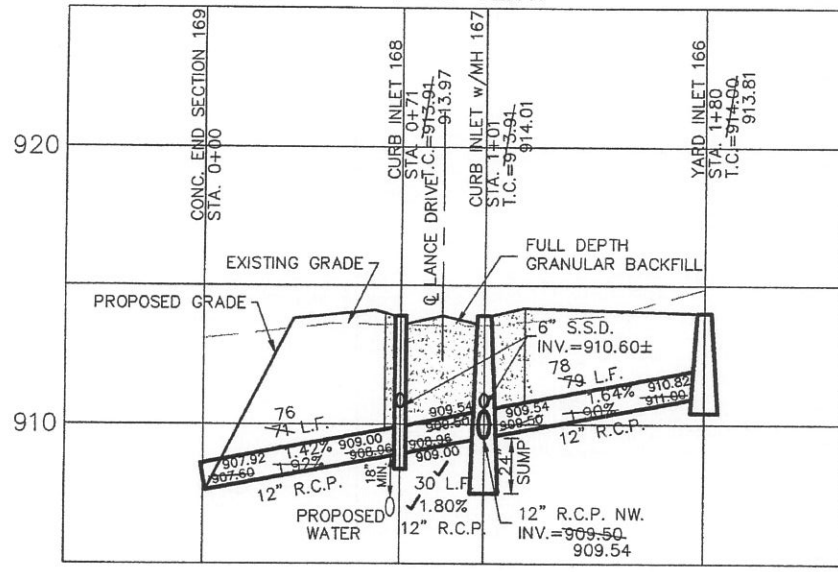 CONC. END SECTION 169
STA. 0+00
CURB INLET 168
STA. 0+71
T.C.=913.91
913.97
℄ LANCE DRIVE
CURB INLET w/MH 167
STA. 1+01
T.C.=913.91
914.01
YARD INLET 166
STA. 1+80
T.C.=914.00
913.81
920
910
EXISTING GRADE
PROPOSED GRADE
FULL DEPTH
GRANULAR BACKFILL
6" S.S.D.
INV.=910.60±
76
71 L.F.
1.42%
1.92%
907.92
907.60
909.00
908.96
12" R.C.P.
909.54
909.50
908.96
909.00
18"
MIN.
30 L.F.
1.80%
12" R.C.P.
PROPOSED
WATER
24"
SUMP
78
79 L.F.
909.54
909.50
1.64%
1.90%
910.82
911.00
12" R.C.P.
12" R.C.P. NW.
INV.=909.50
909.54